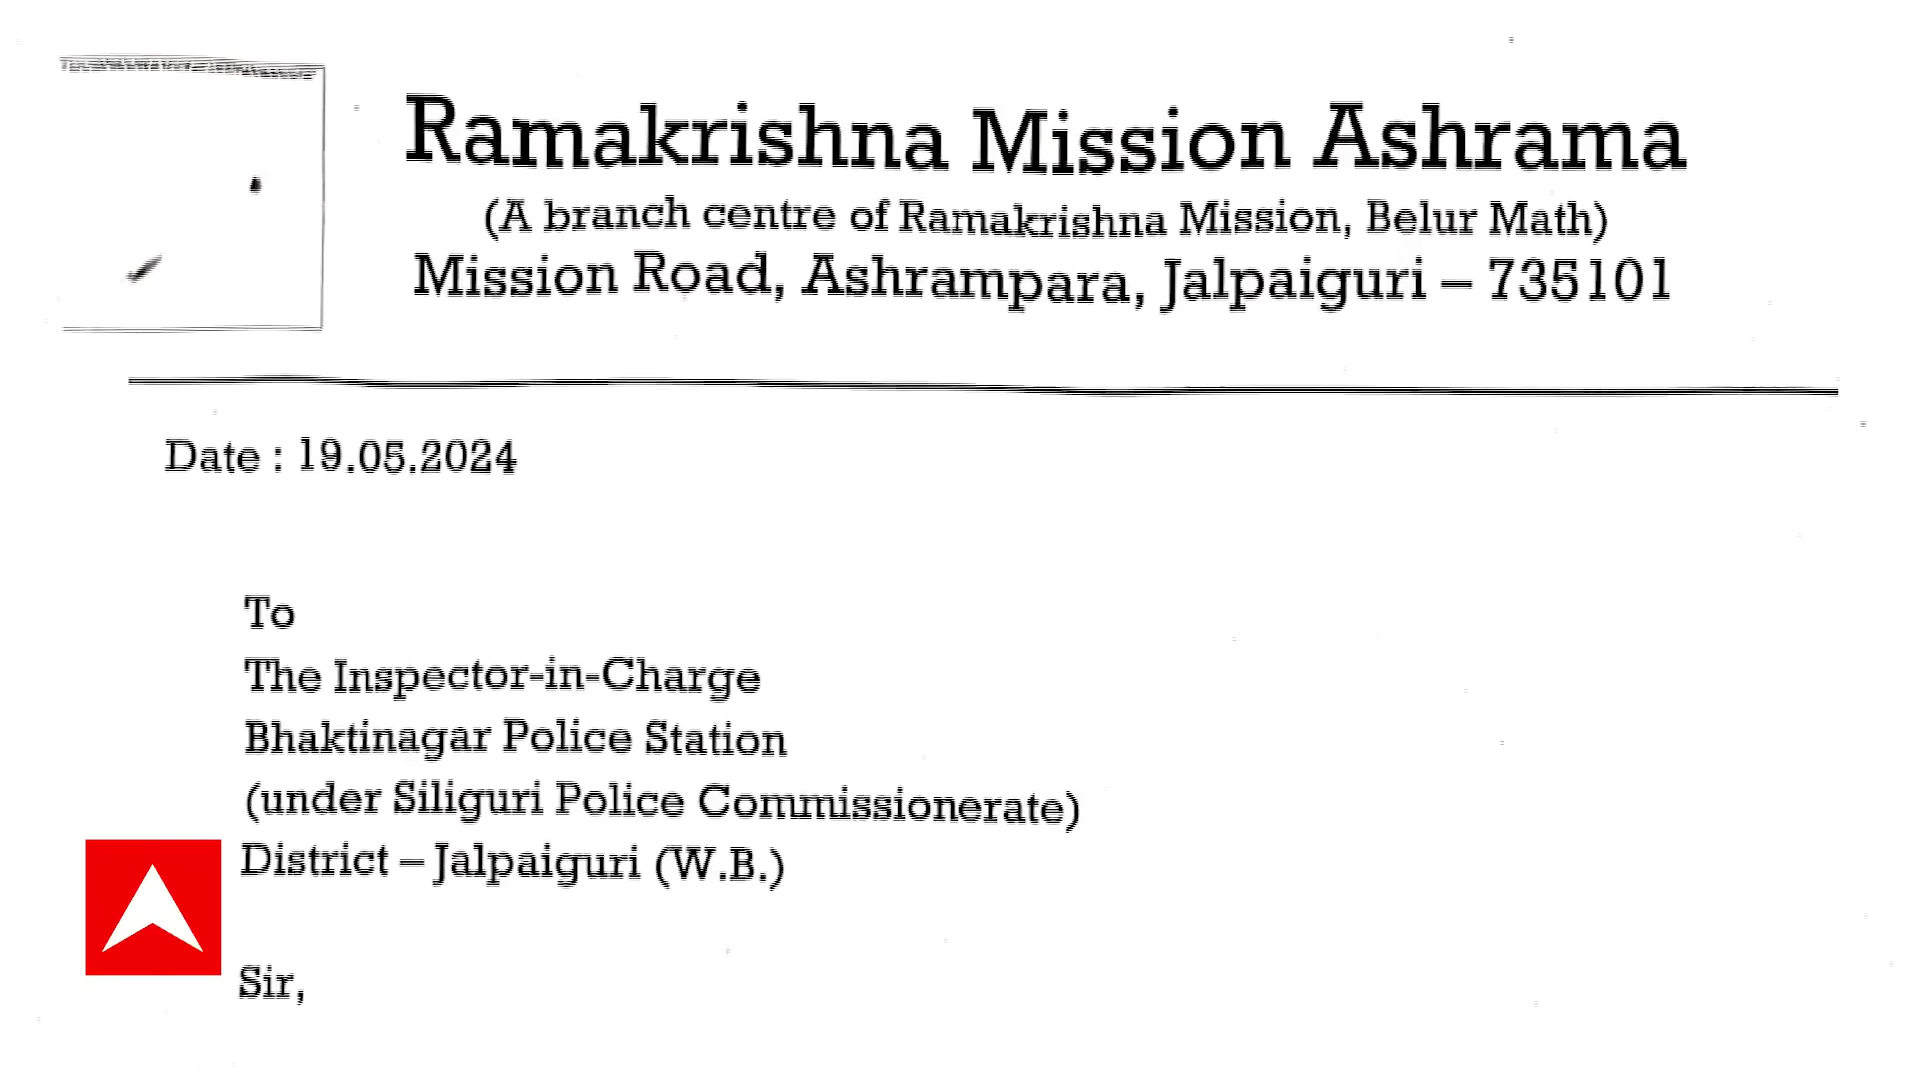 Ramakrishna Mission Ashrama
(A branch centre of Ramakrishna Mission, Belur Math)
Mission Road, Ashrampara, Jalpaiguri – 735101
Date : 19.05.2024
To
The Inspector-in-Charge
Bhaktinagar Police Station
(under Siliguri Police Commissionerate)
District – Jalpaiguri (W.B.)
Sir,